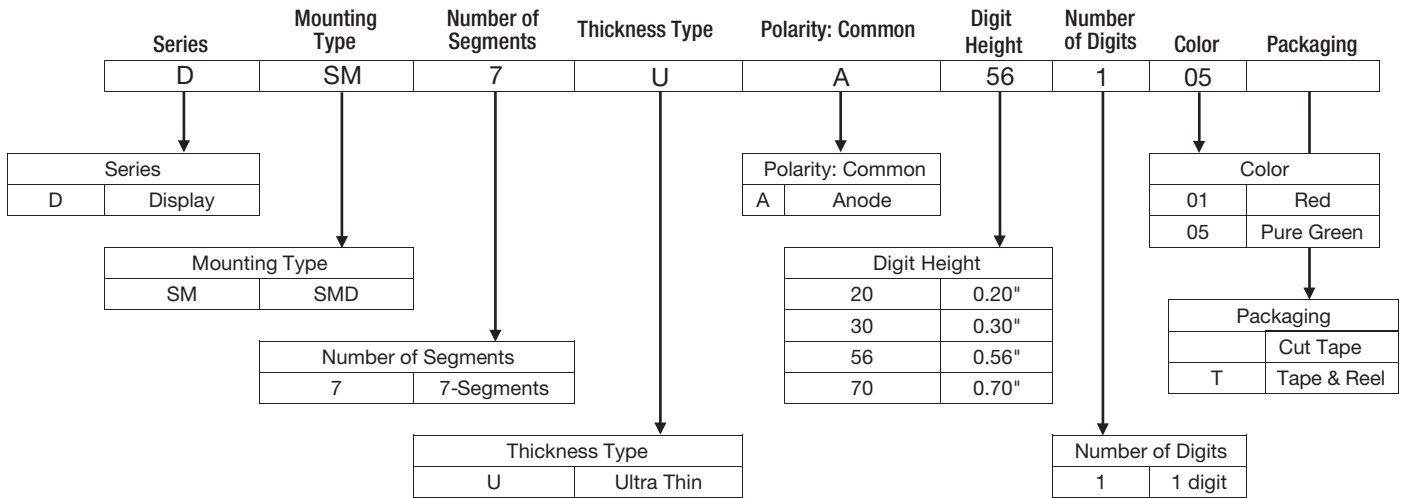 Series Mounting Type Number of Segments Thickness Type Polarity: Common Digit Height Number of Digits Color Packaging
D SM 7 U A 56 1 05
Series
D Display
Mounting Type
SM SMD
Number of Segments
7 7-Segments
Thickness Type
U Ultra Thin
Polarity: Common
A Anode
Digit Height
20 0.20"
30 0.30"
56 0.56"
70 0.70"
Number of Digits
1 1 digit
Color
01 Red
05 Pure Green
Packaging
Cut Tape
T Tape & Reel